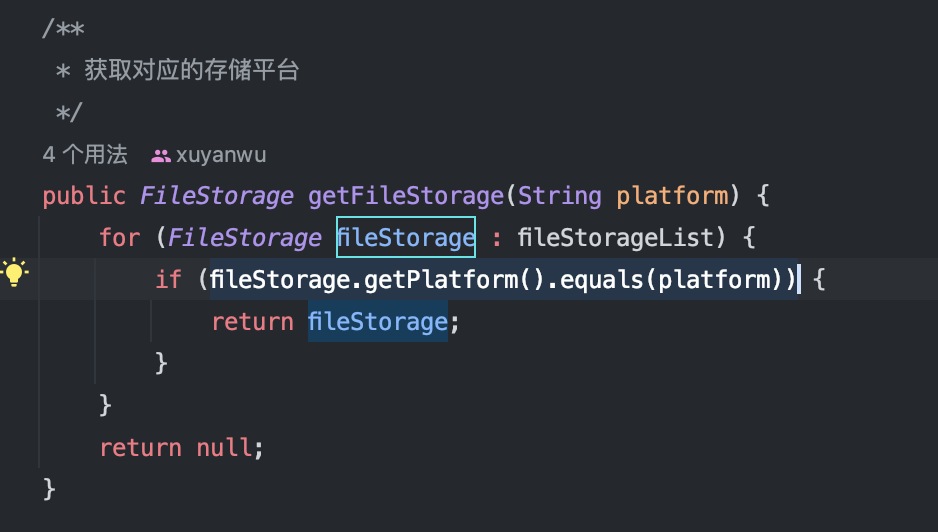 /**
 * 获取对应的存储平台
 */
4 个用法 xuyanwu
public FileStorage getFileStorage(String platform) {
    for (FileStorage fileStorage : fileStorageList) {
        if (fileStorage.getPlatform().equals(platform)) {
            return fileStorage;
        }
    }
    return null;
}